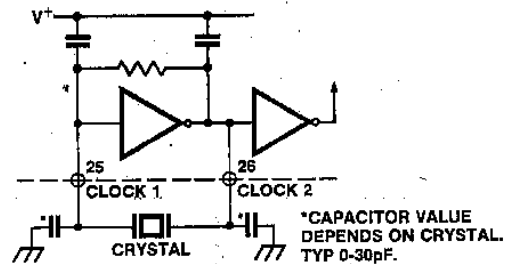 V+
*
25
26
CLOCK 1
CLOCK 2
*
*
CRYSTAL
*CAPACITOR VALUE
DEPENDS ON CRYSTAL.
TYP 0-30pF.